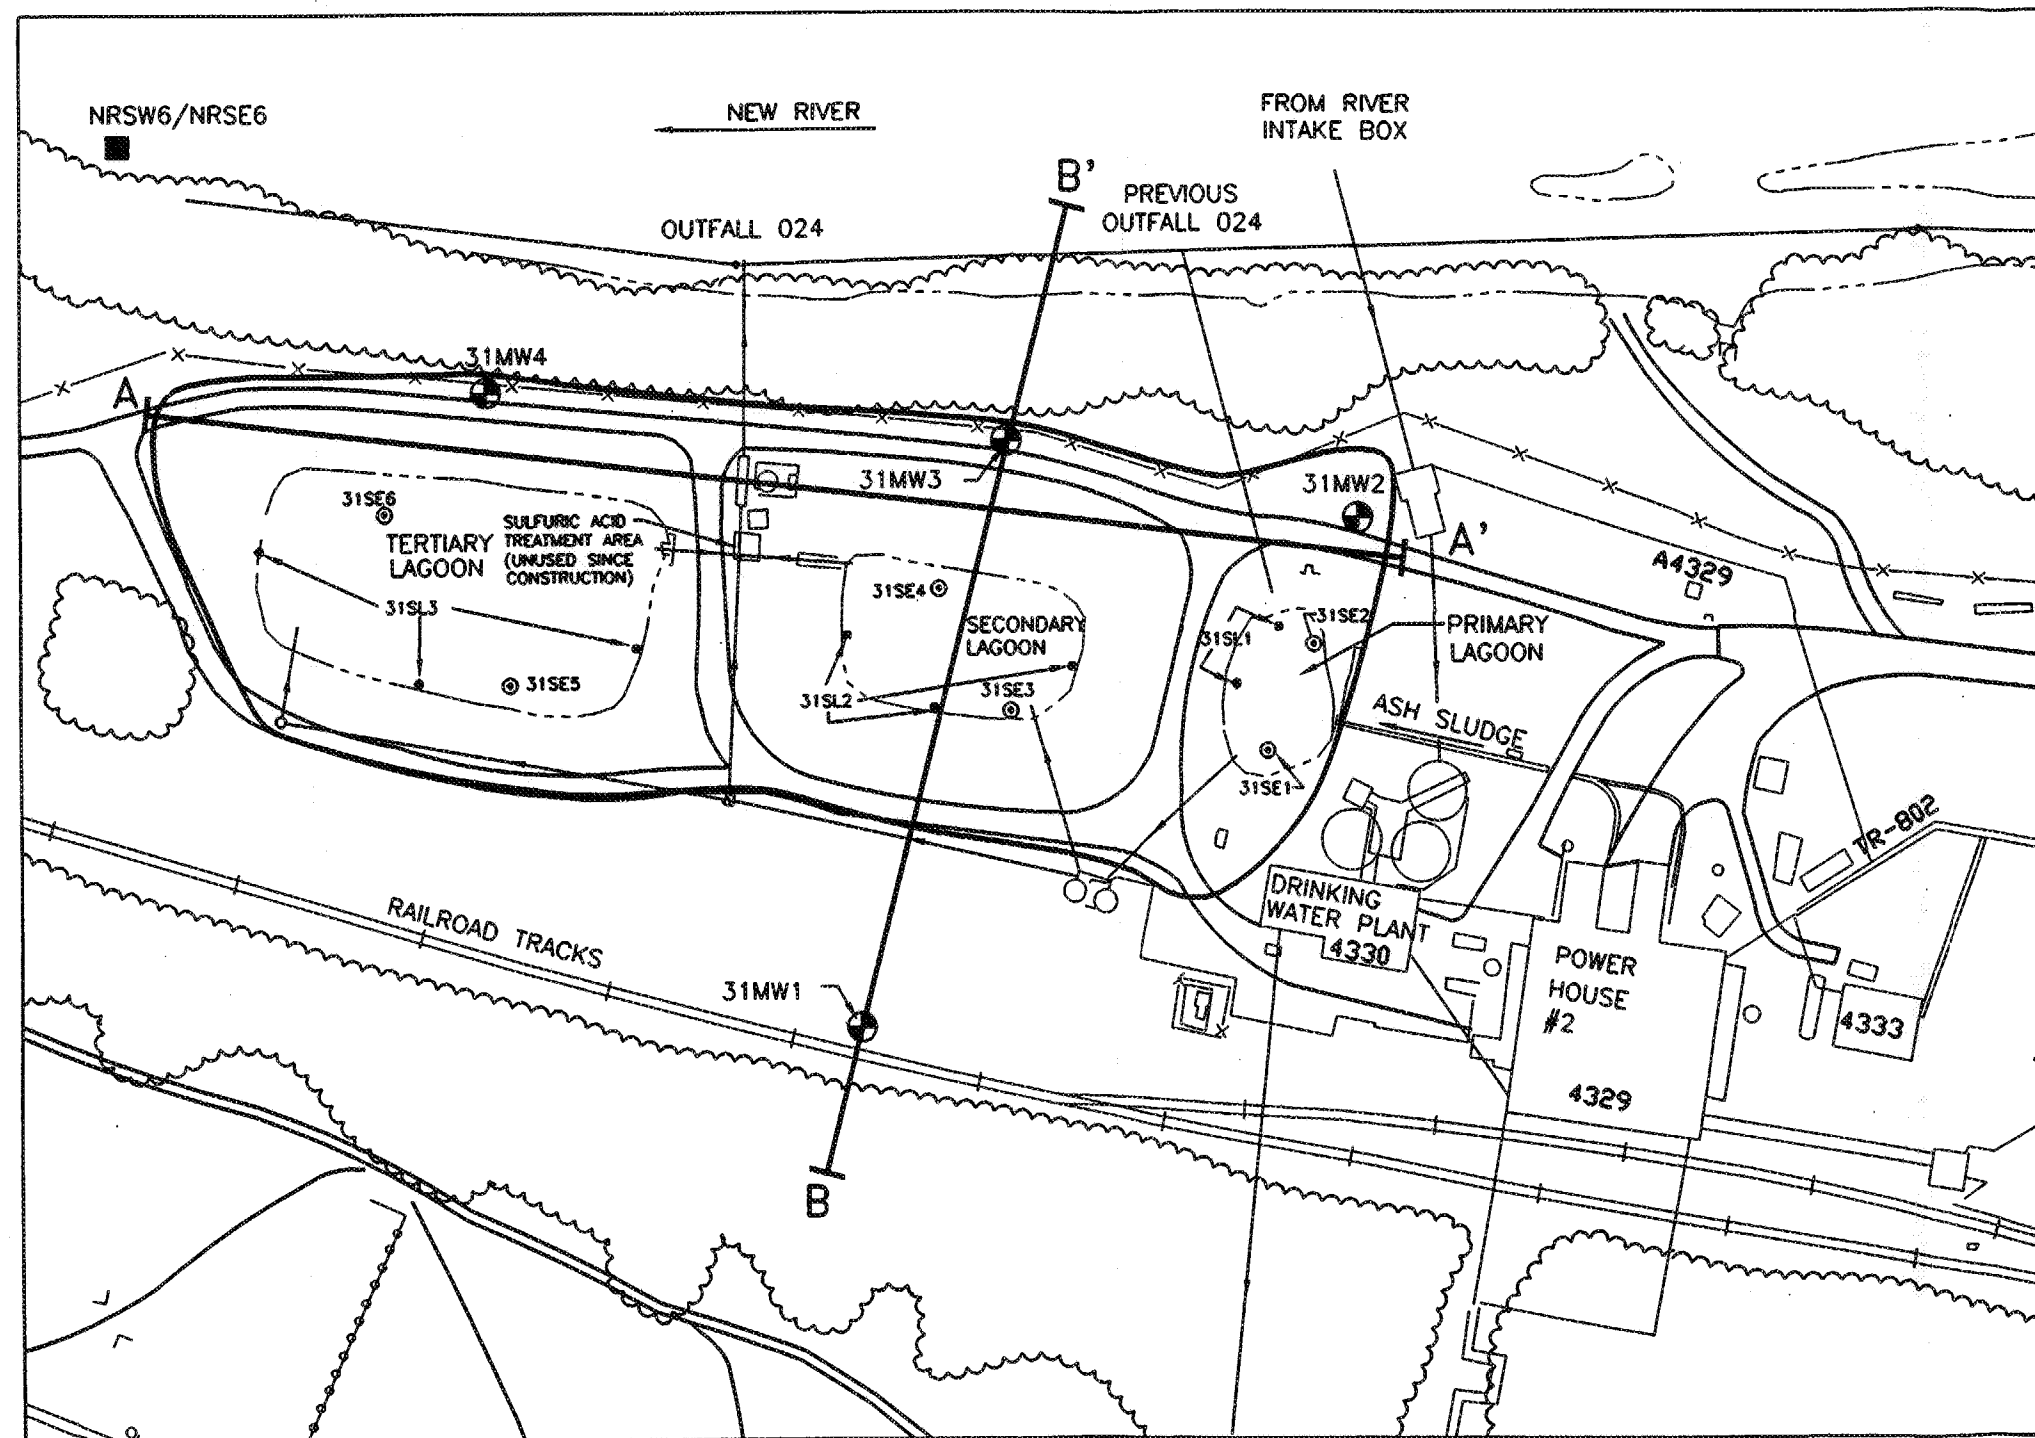 NRSW6/NRSE6
NEW RIVER
FROM RIVER
INTAKE BOX
B'
PREVIOUS
OUTFALL 024
OUTFALL 024
31MW4
A
31MW3
31MW2
A'
31SE6
SULFURIC ACID
TREATMENT AREA
(UNUSED SINCE
CONSTRUCTION)
TERTIARY
LAGOON
A4329
31SE4
31SL3
31SE2
SECONDARY
LAGOON
31SL1
PRIMARY
LAGOON
31SE5
31SE3
31SL2
ASH SLUDGE
31SE1
TR-802
DRINKING
WATER PLANT
4330
RAILROAD TRACKS
POWER
HOUSE
#2
31MW1
4333
4329
B